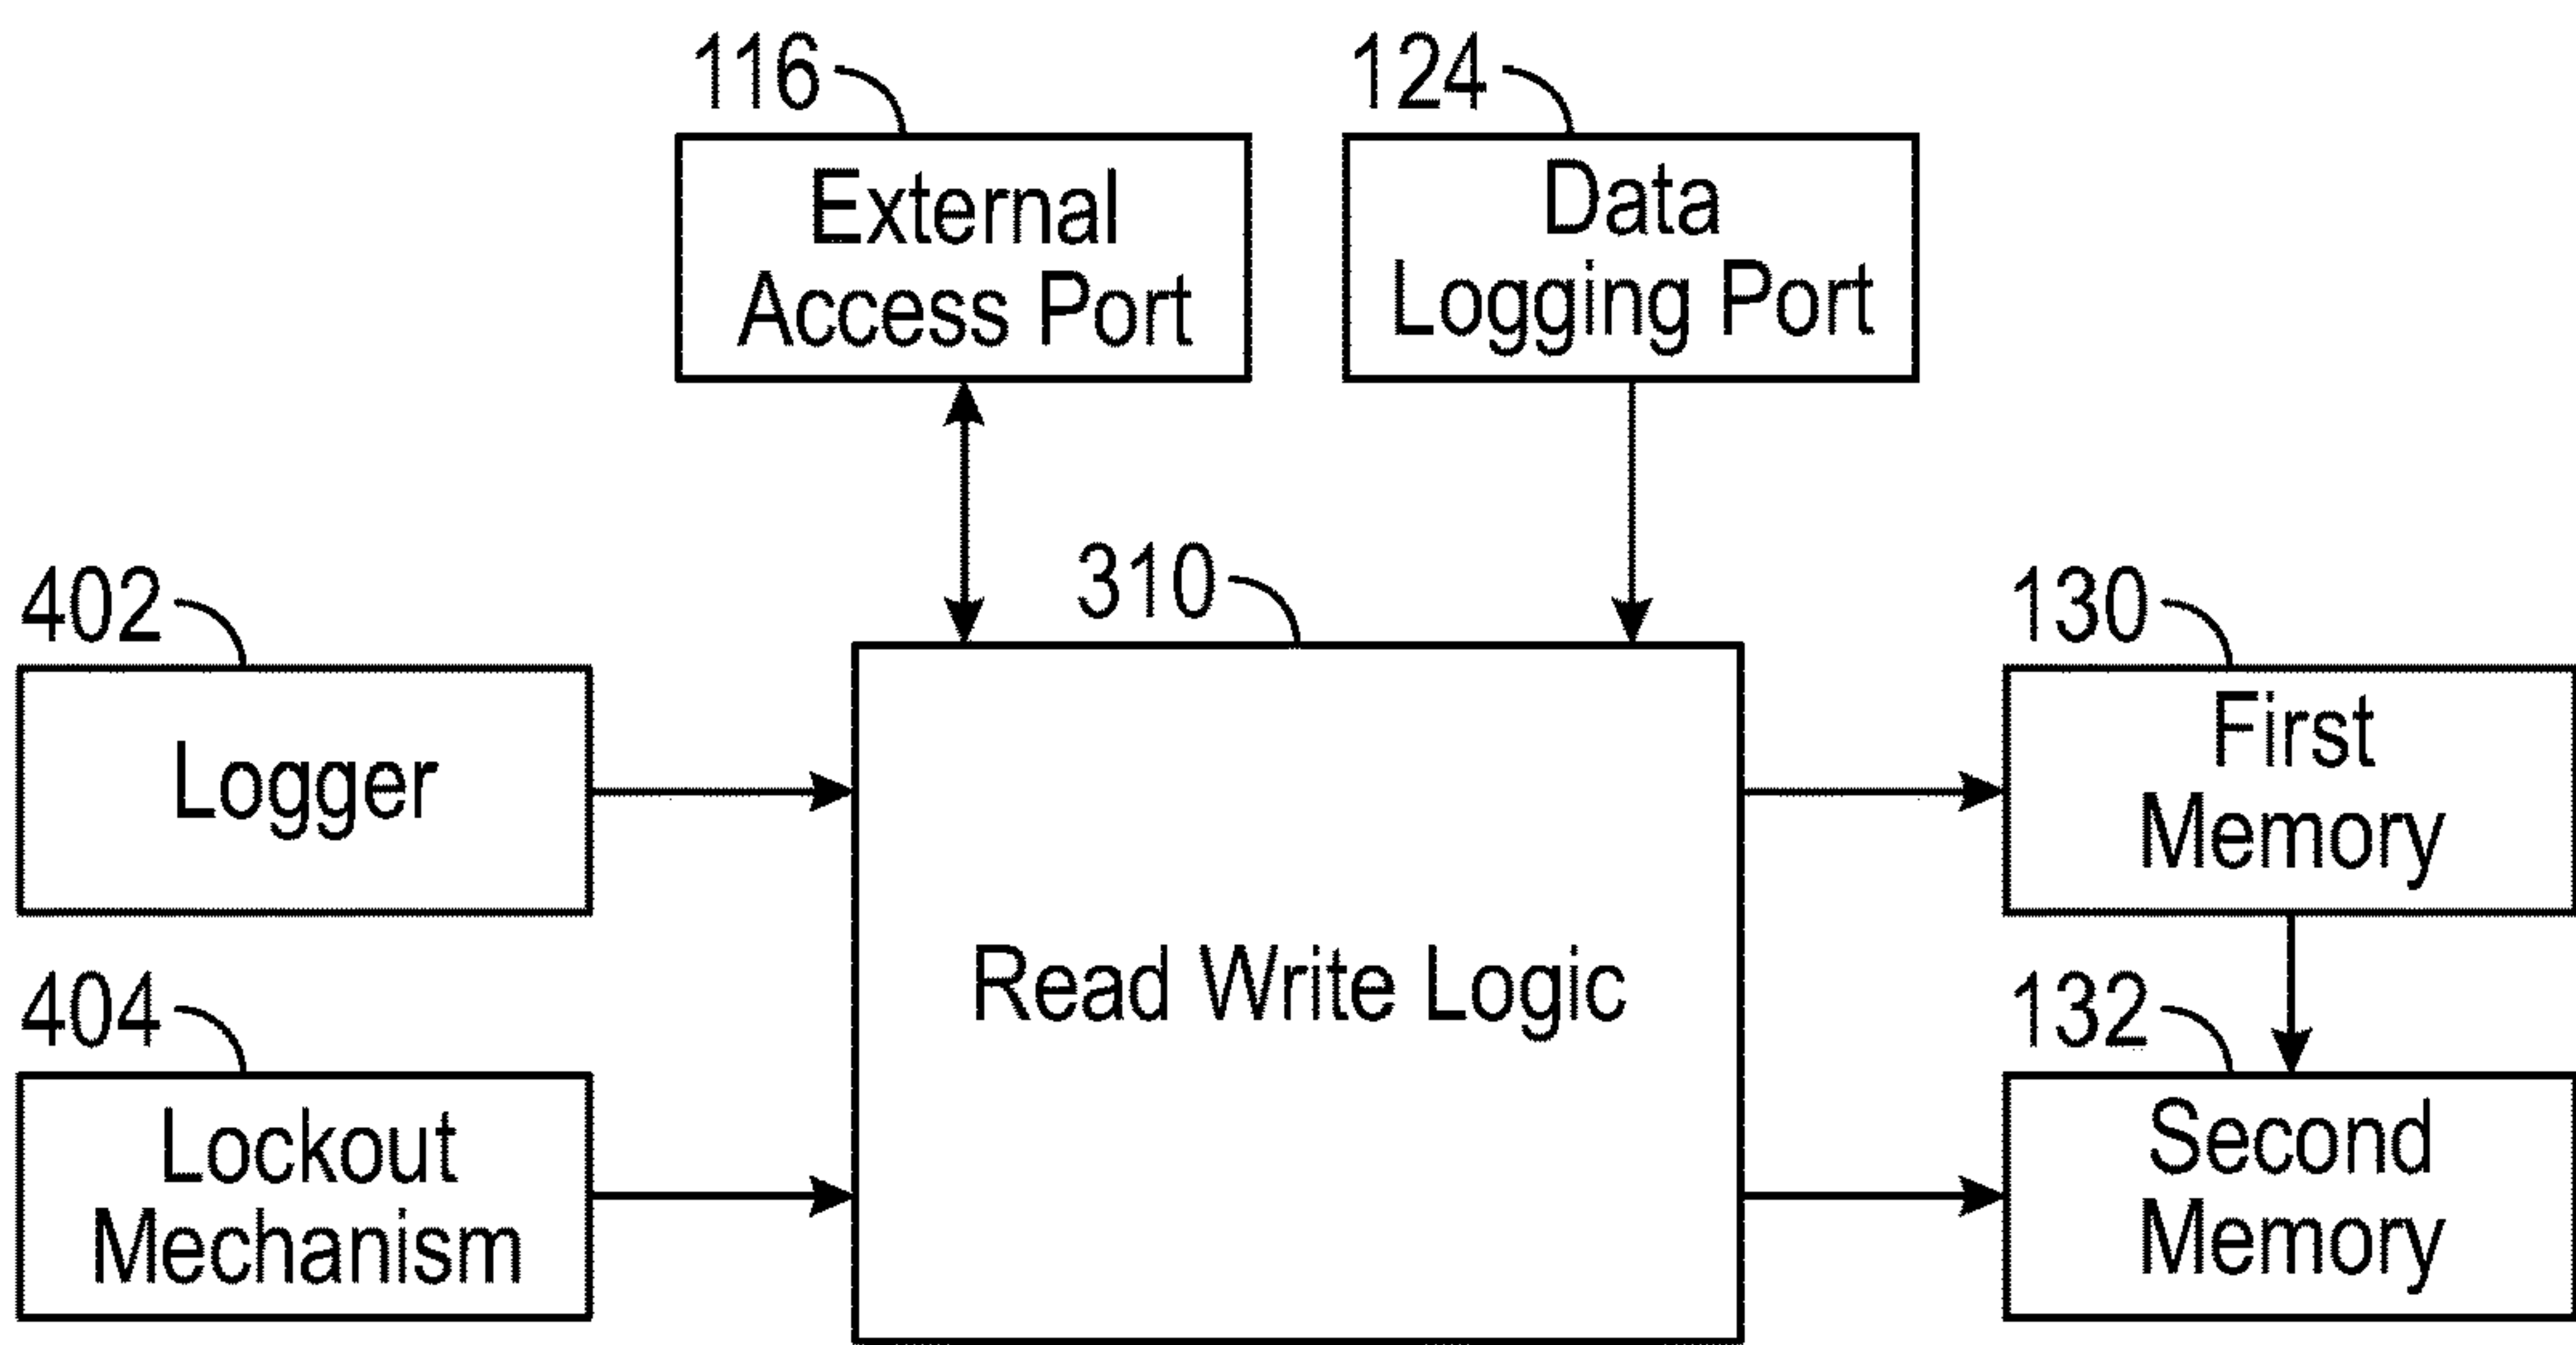 116
External
Access Port
124
Data
Logging Port
402
Logger
310
Read Write Logic
130
First
Memory
404
Lockout
Mechanism
132
Second
Memory